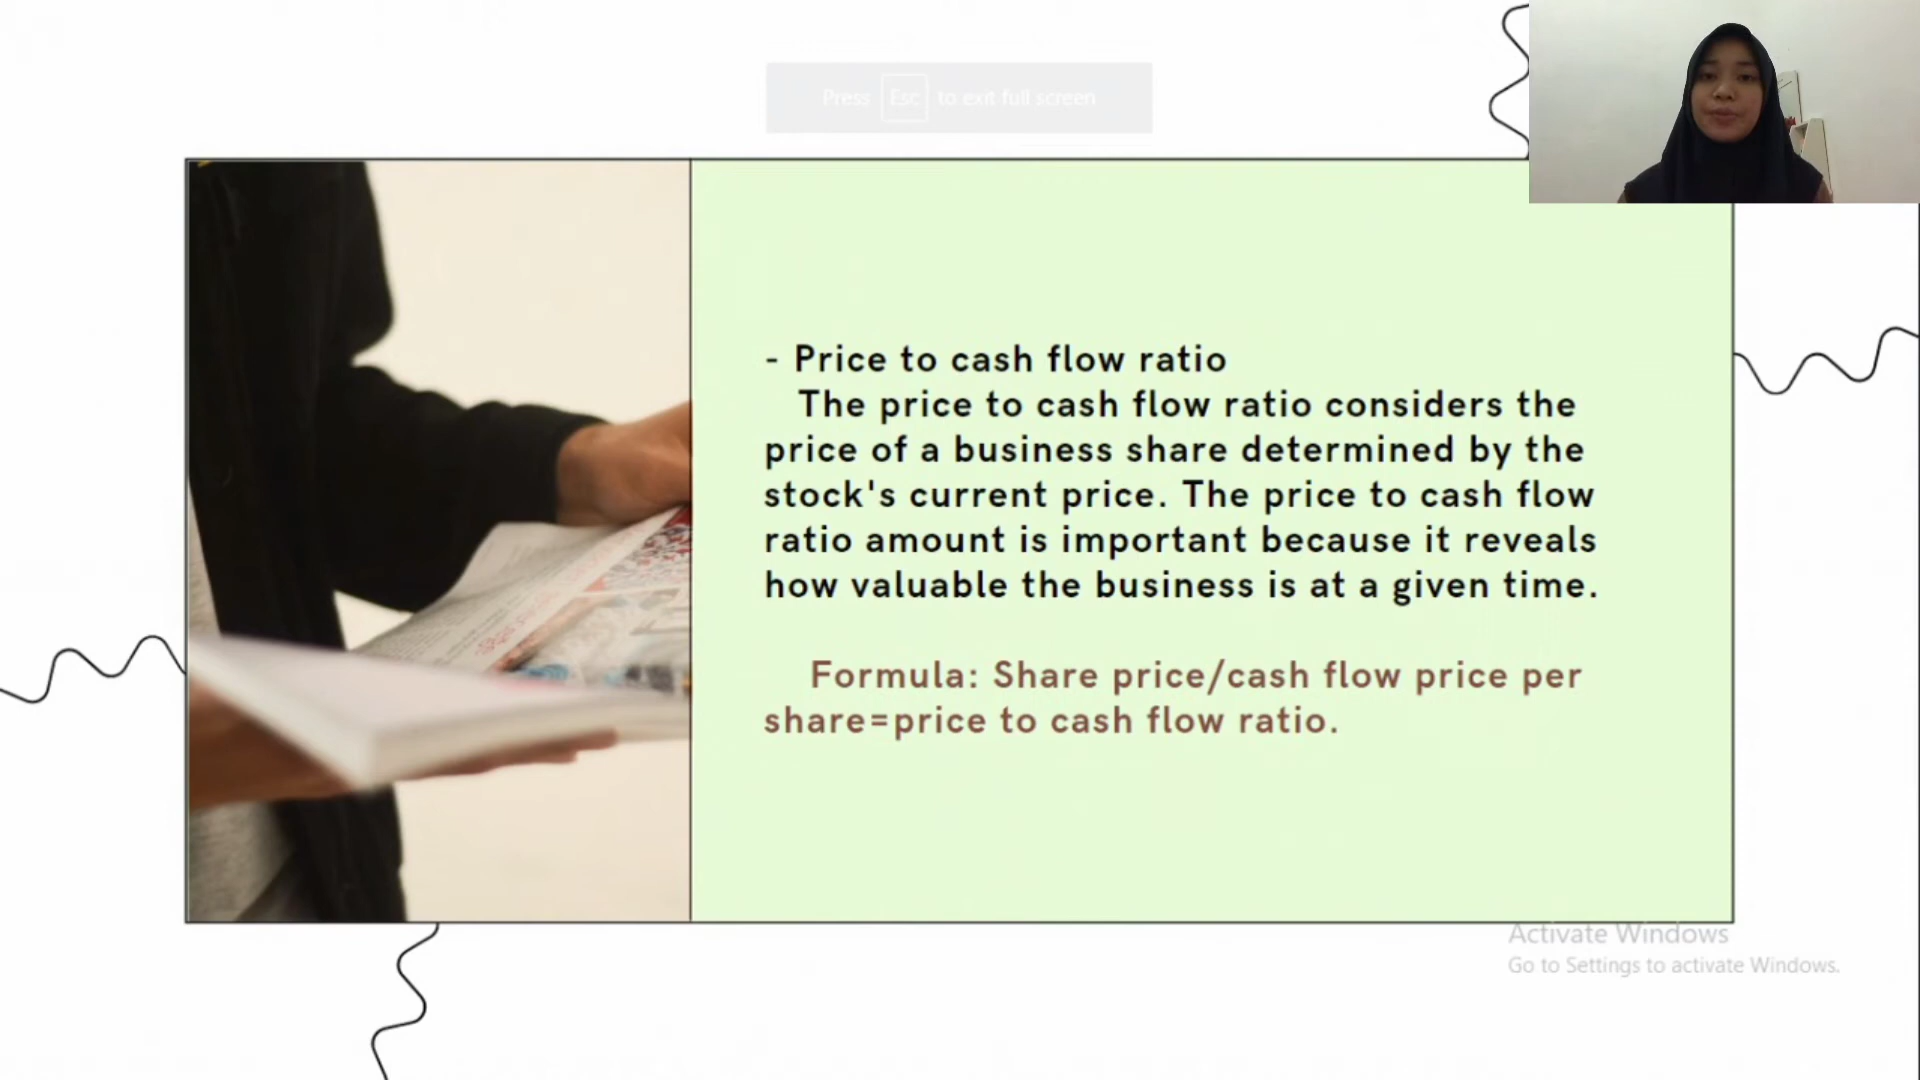 Press Esc to exit full screen
- Price to cash flow ratio
The price to cash flow ratio considers the
price of a business share determined by the
stock's current price. The price to cash flow
ratio amount is important because it reveals
how valuable the business is at a given time.
Formula: Share price/cash flow price per
share=price to cash flow ratio.
Activate Windows
Go to Settings to activate Windows.